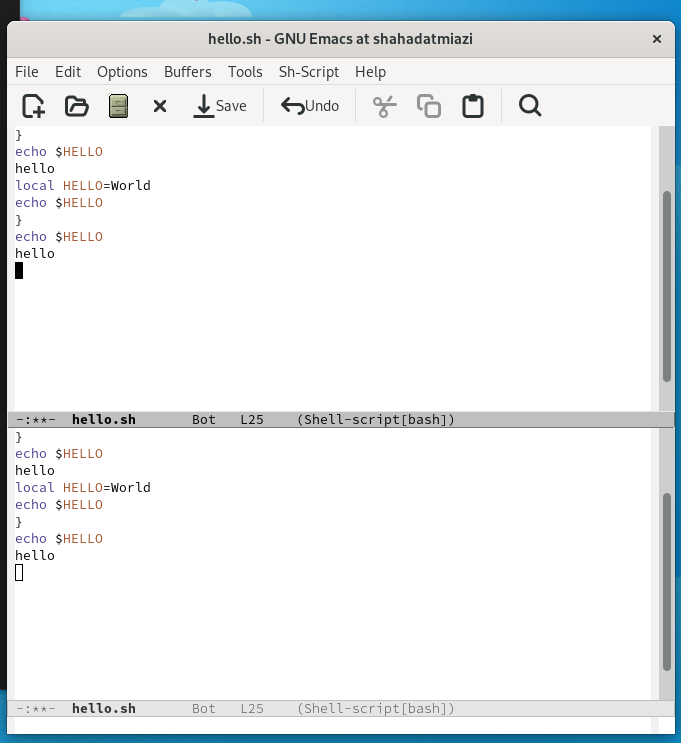 hello.sh - GNU Emacs at shahadatmiazi ×
File Edit Options Buffers Tools Sh-Script Help
Save Undo
}
echo $HELLO
hello
local HELLO=World
echo $HELLO
}
echo $HELLO
hello
-:**- hello.sh Bot L25 (Shell-script[bash])
}
echo $HELLO
hello
local HELLO=World
echo $HELLO
}
echo $HELLO
hello
-:**- hello.sh Bot L25 (Shell-script[bash])